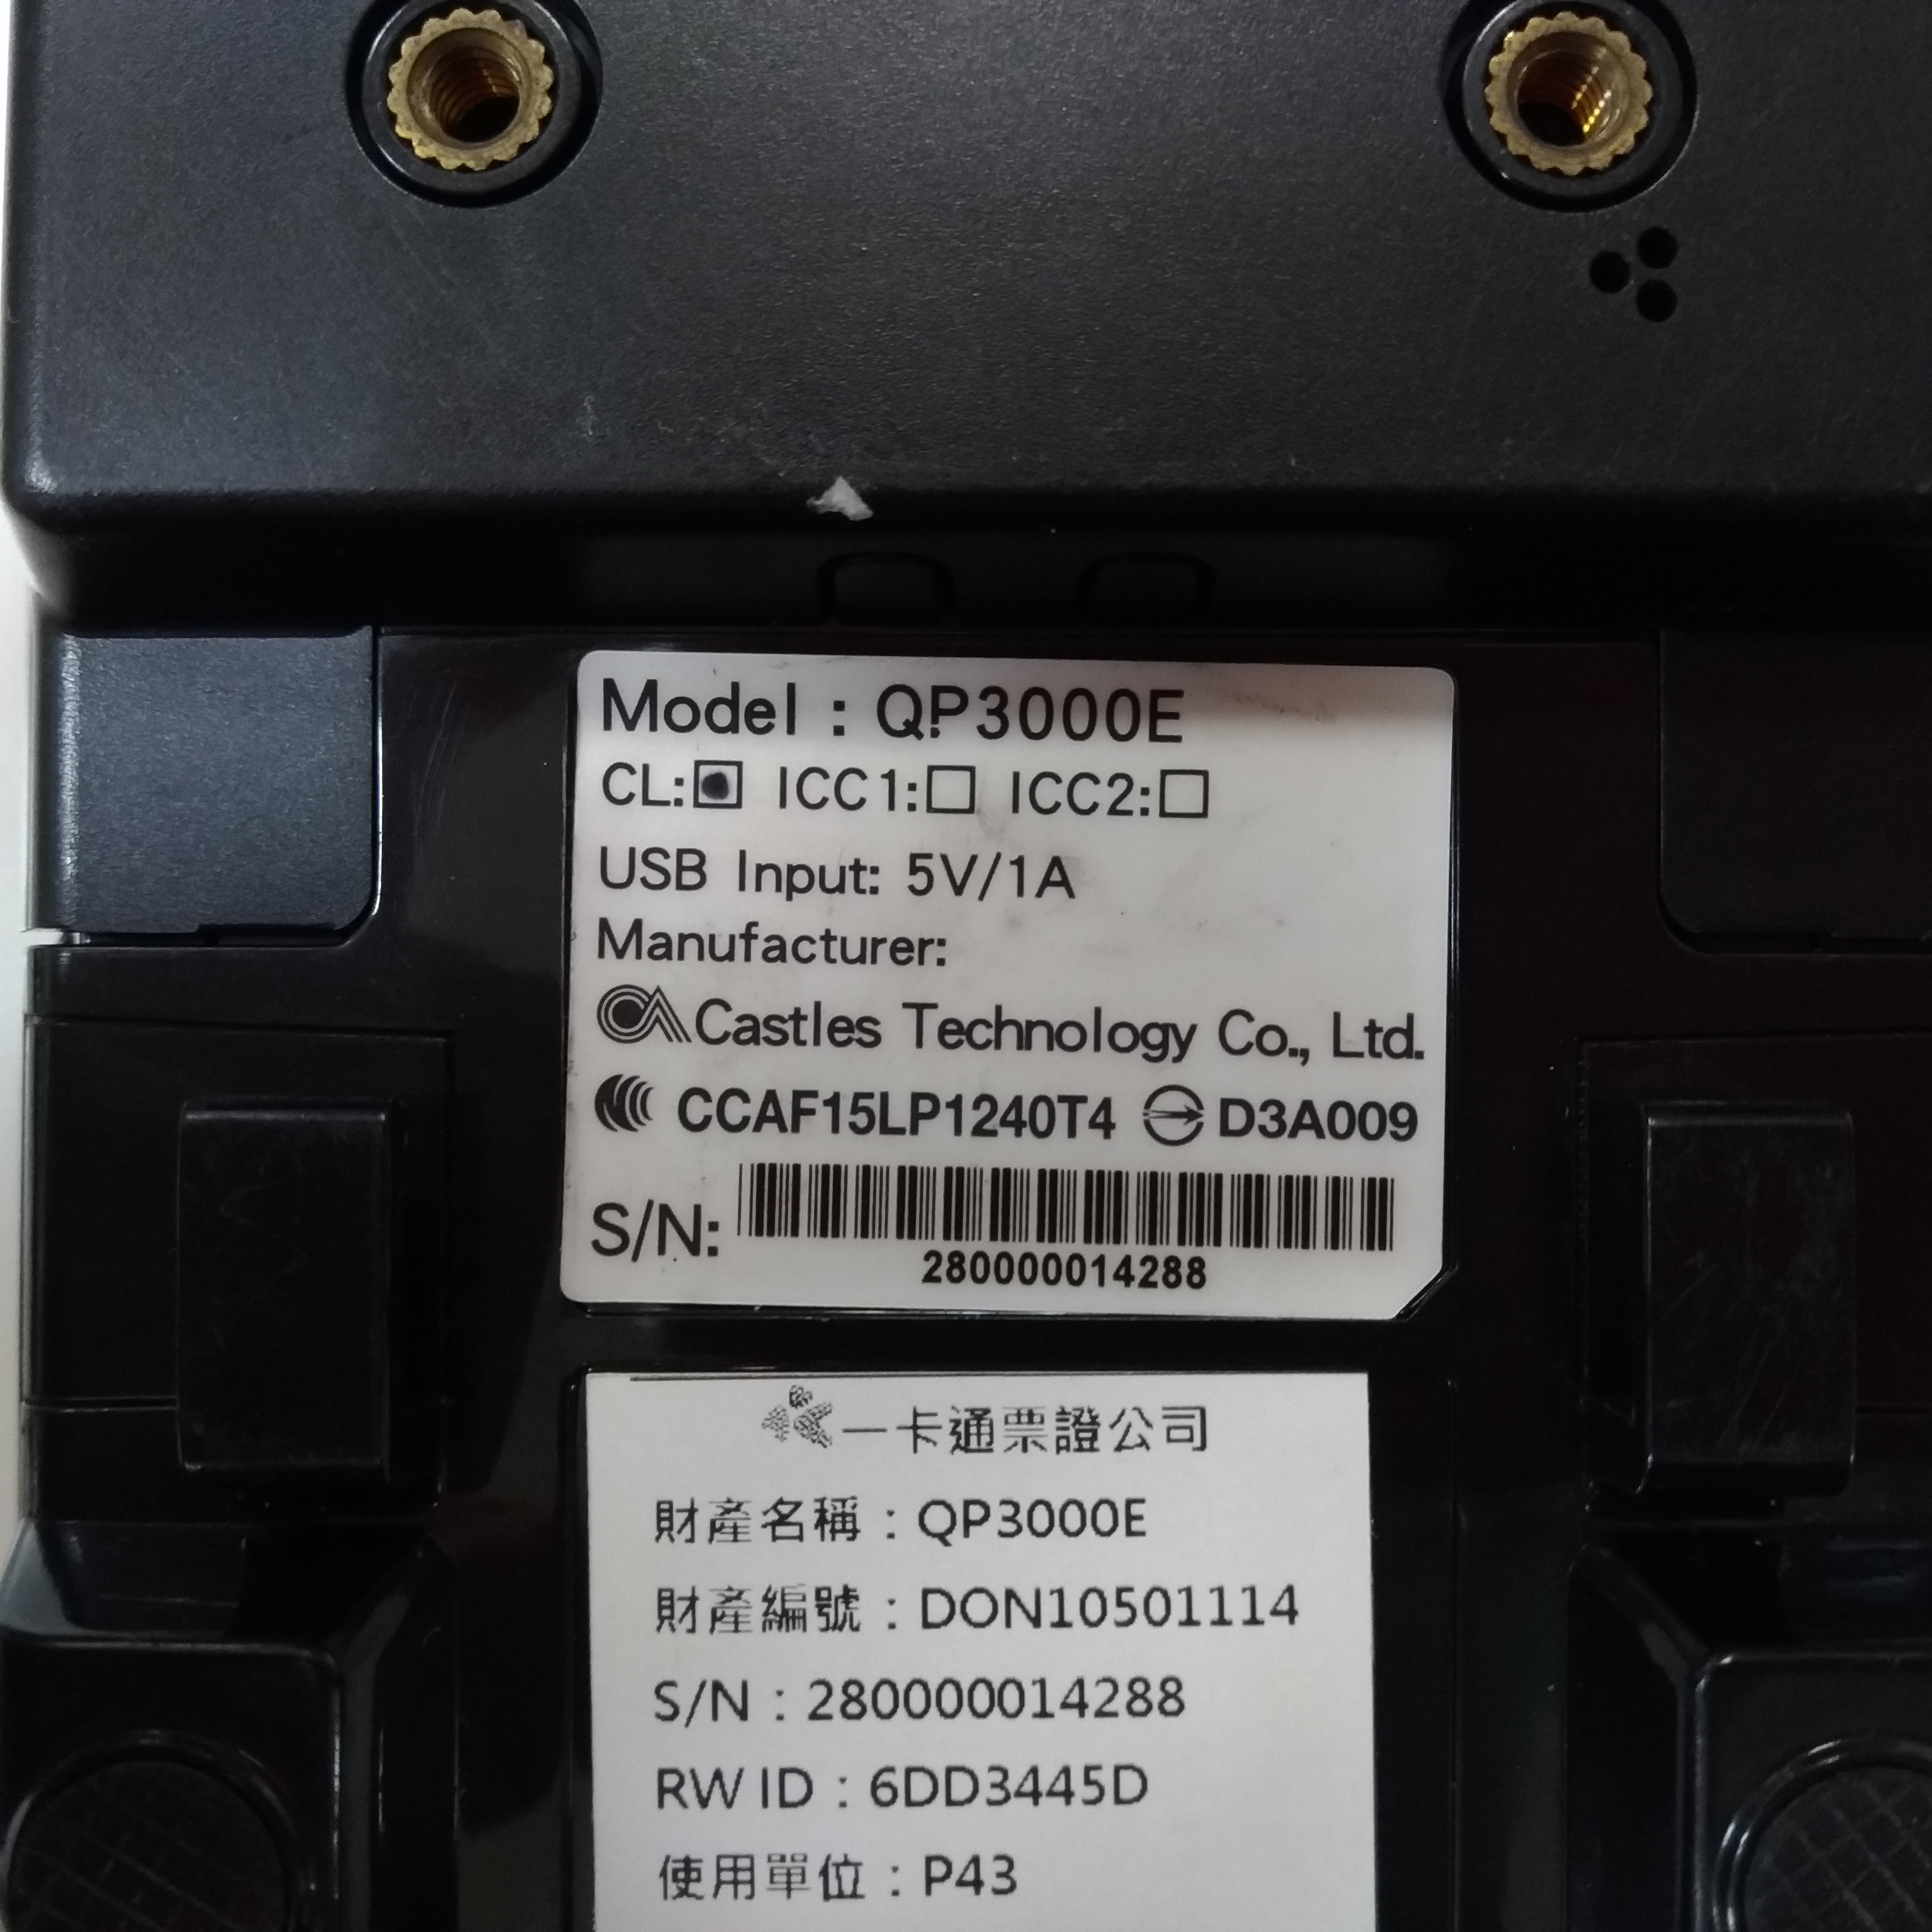 Model : QP3000E
CL:☑ ICC1:☐ ICC2:☐
USB Input: 5V/1A
Manufacturer:
Castles Technology Co., Ltd.
CCAF15LP1240T4 D3A009
S/N:
280000014288
一卡通票證公司
財產名稱：QP3000E
財產編號：DON10501114
S/N：280000014288
RW ID：6DD3445D
使用單位：P43